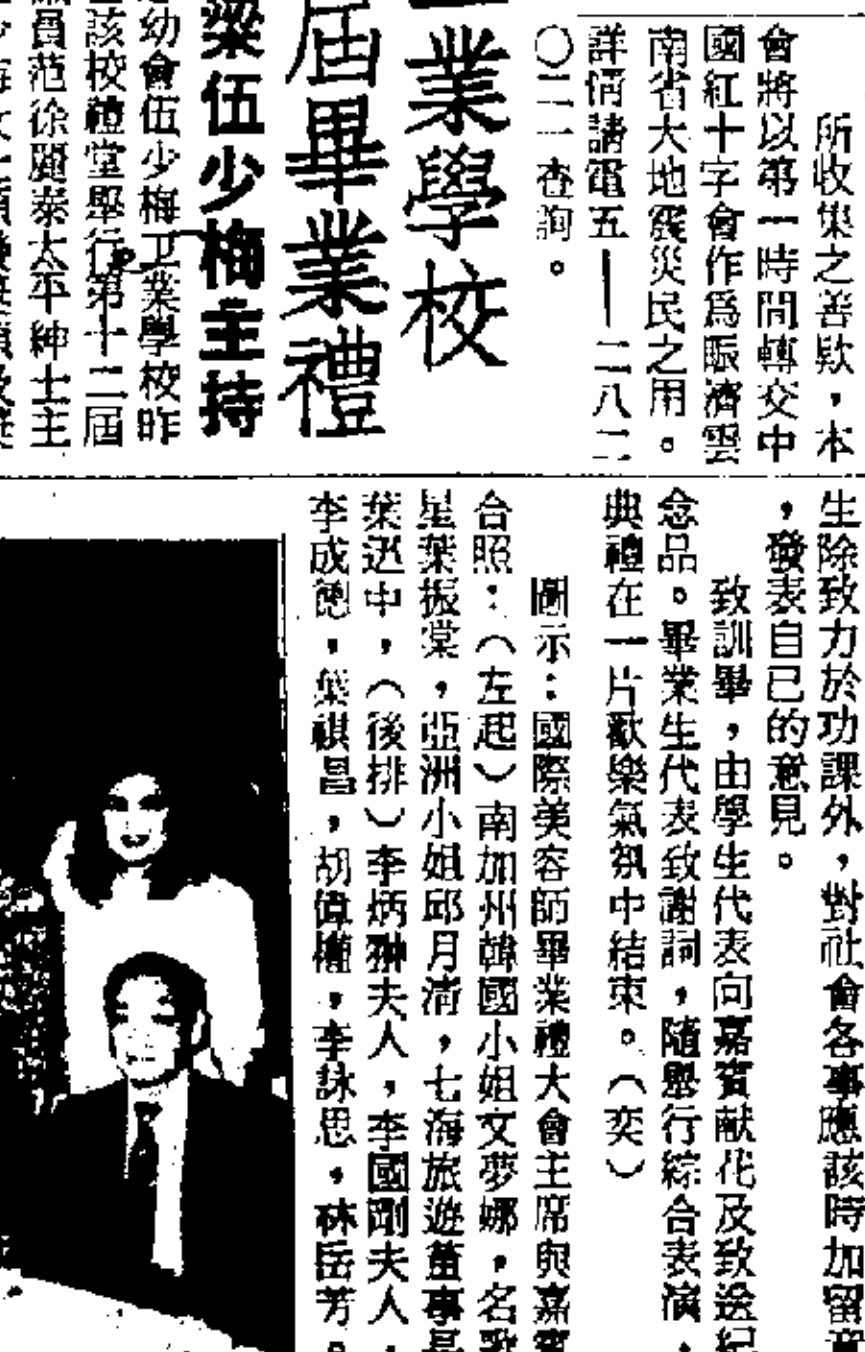 所收集之善欵，本
會將以第一時間轉交中
國紅十字會作爲賑濟雲
南省大地震災民之用。
詳情請電五—二八二
〇二一查詢。
業學校
屆畢業禮
梁伍少梅主持
幼會伍少梅工業學校昨
該校禮堂舉行第十二屆
員范徐麗泰太平紳士主
生除致力於功課外，對社會各事應該時加留意
，發表自己的意見。
致訓畢，由學生代表向嘉賓献花及致送紀
念品。畢業生代表致謝詞，隨舉行綜合表演，
典禮在一片歡樂氣氛中結束。（奕）
圖示：國際美容師畢業禮大會主席與嘉賓
合照：（左起）南加州韓國小姐文夢娜，名歌
星葉振棠，亞洲小姐邱月清，七海旅遊董事長
葉迅中，（後排）李炳翀夫人，李國剛夫人，
李成德，葉祺昌，胡偉權，李詠思，林岳芳。